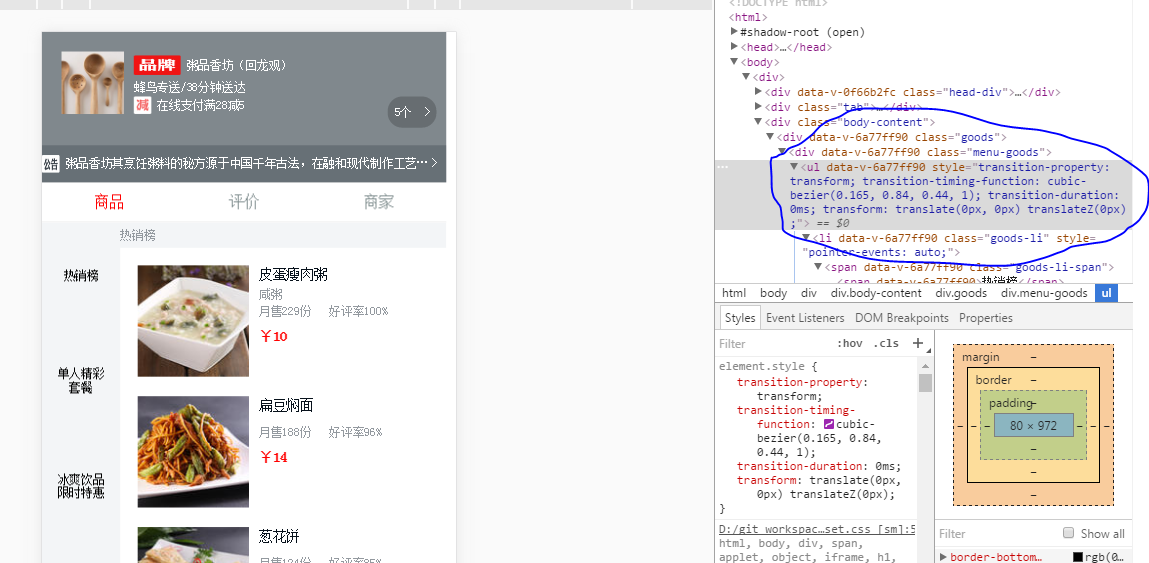 品牌 粥品香坊（回龙观）
蜂鸟专送/38分钟送达
减 在线支付满28减5
5个 >
公告 粥品香坊其烹饪粥料的秘方源于中国千年古法，在融和现代制作工艺… >
商品 评价 商家
热销榜
热销榜
单人精彩
套餐
冰爽饮品
限时特惠
皮蛋瘦肉粥
咸粥
月售229份 好评率100%
￥10
扁豆焖面
月售188份 好评率96%
￥14
葱花饼
<!DOCTYPE html>
<html>
▶#shadow-root (open)
▶<head>…</head>
▼<body>
▼<div>
▶<div data-v-0f66b2fc class="head-div">…</div>
▶<div class="tab">…</div>
▼<div class="body-content">
▼<div data-v-6a77ff90 class="goods">
▼<div data-v-6a77ff90 class="menu-goods">
… ▼<ul data-v-6a77ff90 style="transition-property:
transform; transition-timing-function: cubic-
bezier(0.165, 0.84, 0.44, 1); transition-duration:
0ms; transform: translate(0px, 0px) translateZ(0px)
;"> == $0
▼<li data-v-6a77ff90 class="goods-li" style=
"pointer-events: auto;">
▼<span data-v-6a77ff90 class="goods-li-span">
<span data-v-6a77ff90>热销榜</span>
html body div div.body-content div.goods div.menu-goods ul
Styles Event Listeners DOM Breakpoints Properties
Filter :hov .cls +
element.style {
transition-property:
transform;
transition-timing-
function: cubic-
bezier(0.165, 0.84,
0.44, 1);
transition-duration: 0ms;
transform: translate(0px,
0px) translateZ(0px);
}
D:/git workspac…set.css [sm]:5
html, body, div, span,
applet, object, iframe, h1,
margin –
border –
padding –
– – – 80 × 972 – – –
–
–
–
Filter Show all
▶ border-bottom… rgb(0…